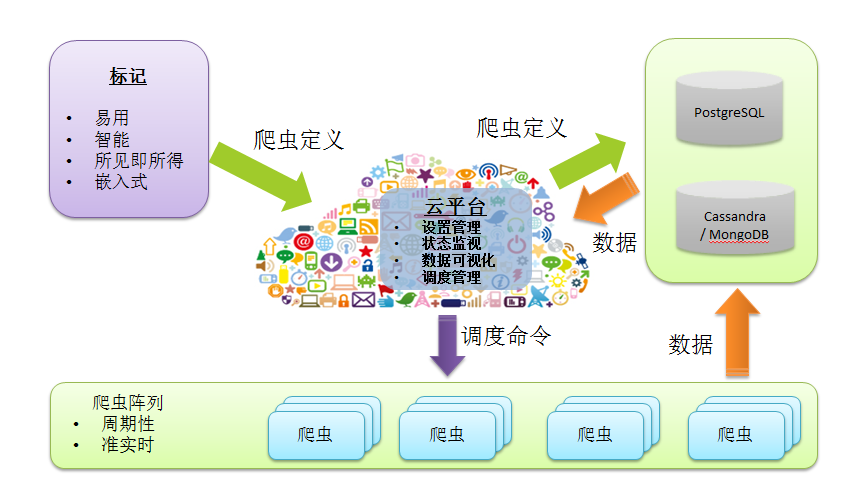 标记
• 易用
• 智能
• 所见即所得
• 嵌入式
爬虫定义
云平台
• 设置管理
• 状态监视
• 数据可视化
• 调度管理
爬虫定义
数据
PostgreSQL
Cassandra
/ MongoDB
调度命令
数据
爬虫阵列
• 周期性
• 准实时
爬虫
爬虫
爬虫
爬虫